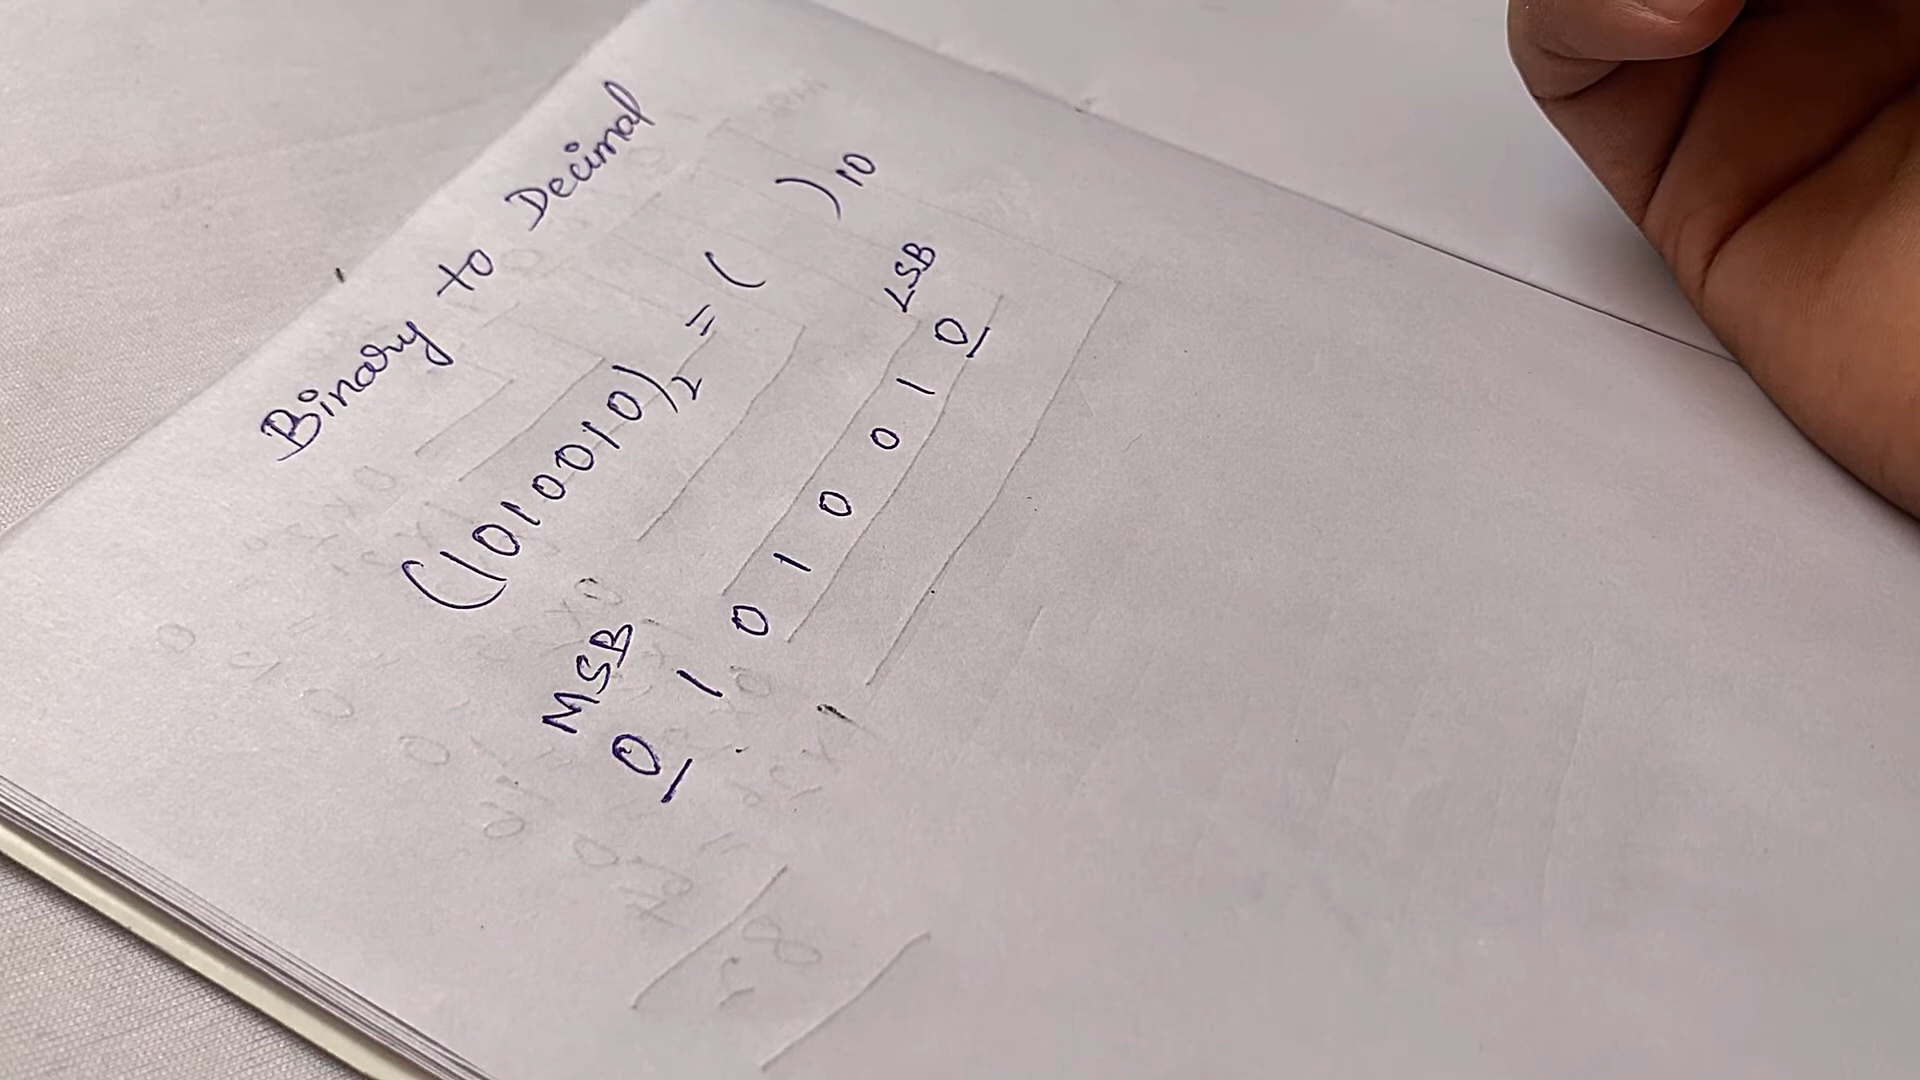 Binary to Decimal
(1010010)2 = ( )10
MSB LSB
0 1 0 1 0 0 1 0